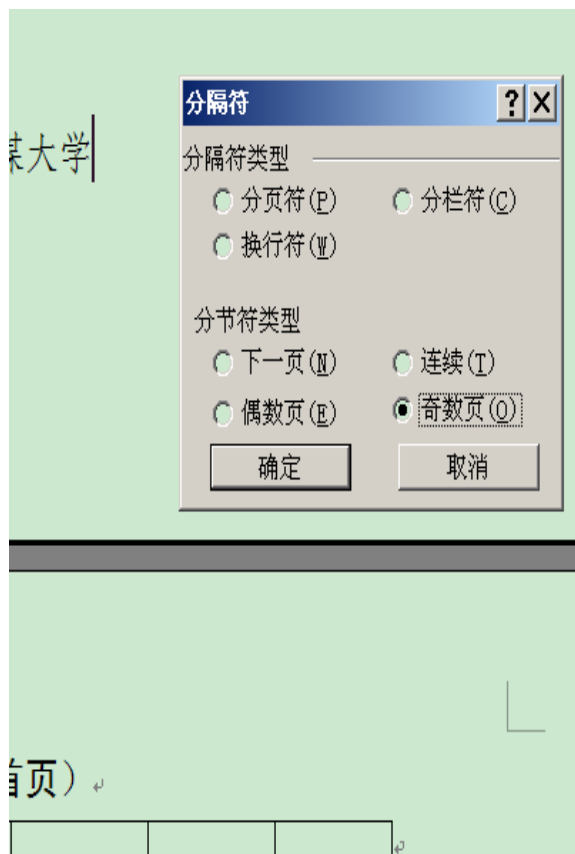 某大学
分隔符
分隔符类型
分页符(P) 分栏符(C)
换行符(W)
分节符类型
下一页(N) 连续(T)
偶数页(E) 奇数页(O)
确定 取消
首页）